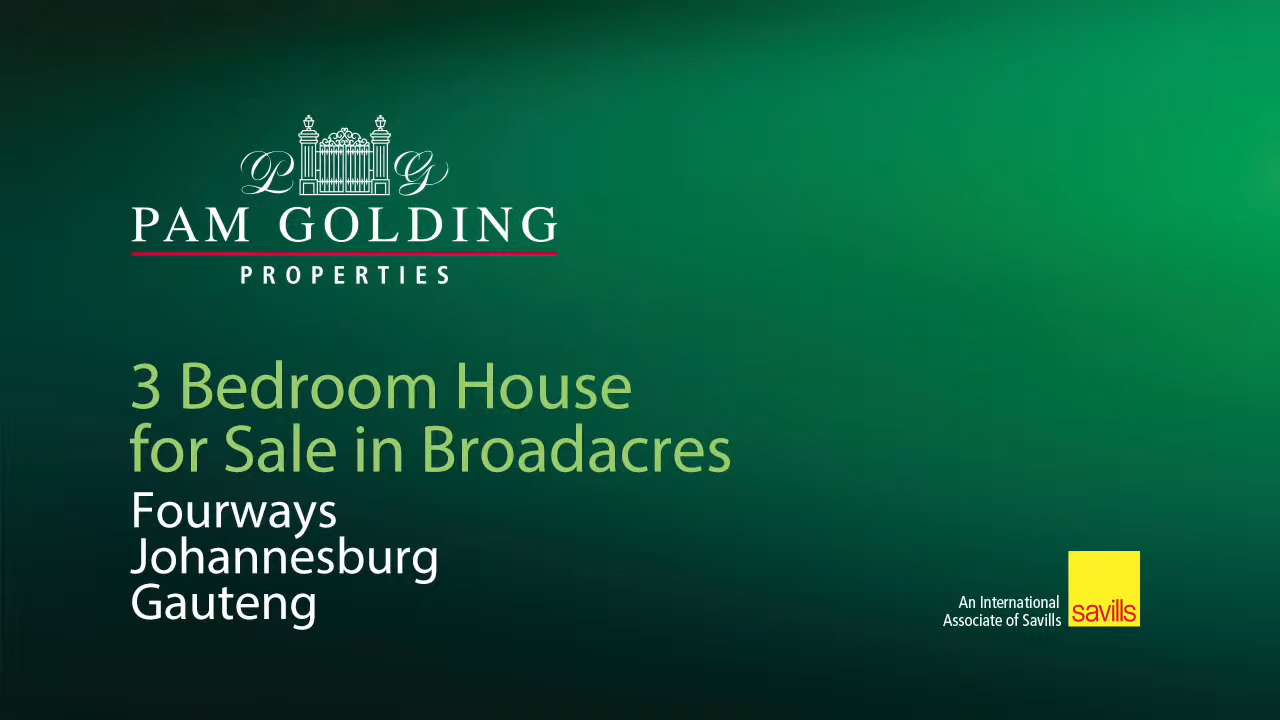 P G
PAM GOLDING
PROPERTIES
3 Bedroom House
for Sale in Broadacres
Fourways
Johannesburg
Gauteng
An International
Associate of Savills
savills